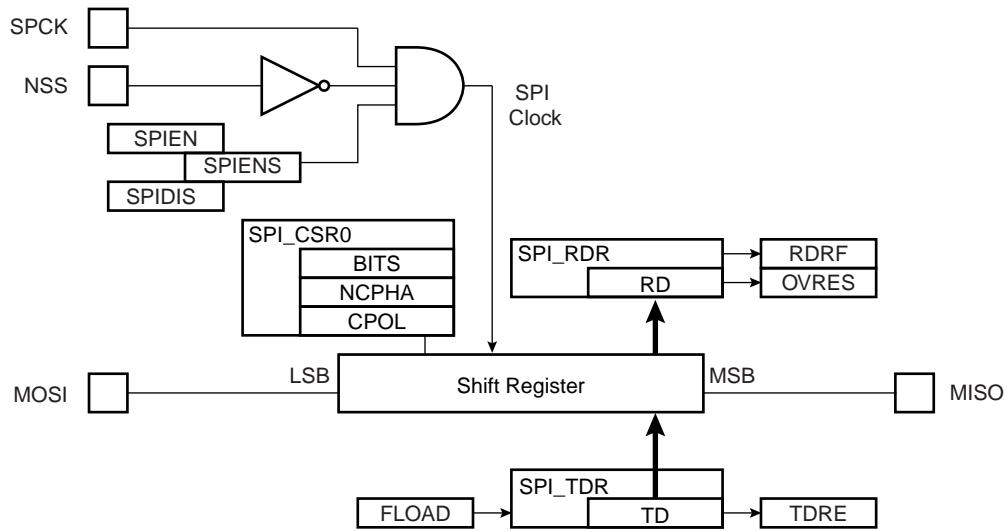 SPCK
NSS
SPI
Clock
SPIEN
SPIENS
SPIDIS
SPI_CSR0
BITS
NCPHA
CPOL
SPI_RDR
RD
RDRF
OVRES
MOSI
LSB
Shift Register
MSB
MISO
SPI_TDR
FLOAD
TD
TDRE